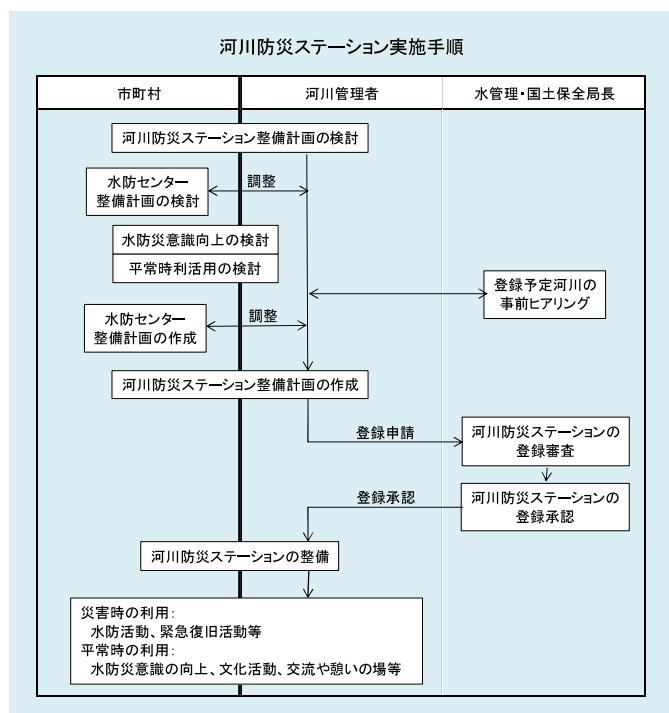 河川防災ステーション実施手順
市町村
河川管理者
水管理・国土保全局長
河川防災ステーション整備計画の検討
水防センター
整備計画の検討
調整
水防災意識向上の検討
平常時利活用の検討
登録予定河川の
事前ヒアリング
水防センター
整備計画の作成
調整
河川防災ステーション整備計画の作成
登録申請
河川防災ステーションの
登録審査
登録承認
河川防災ステーションの
登録承認
河川防災ステーションの整備
災害時の利用:
水防活動、緊急復旧活動等
平常時の利用:
水防災意識の向上、文化活動、交流や憩いの場等